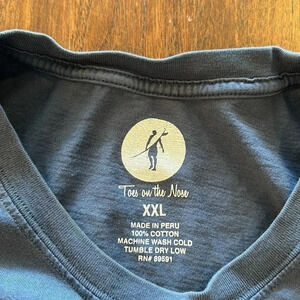 Toes on the Nose
XXL
MADE IN PERU
100% COTTON
MACHINE WASH COLD
TUMBLE DRY LOW
RN# 89591